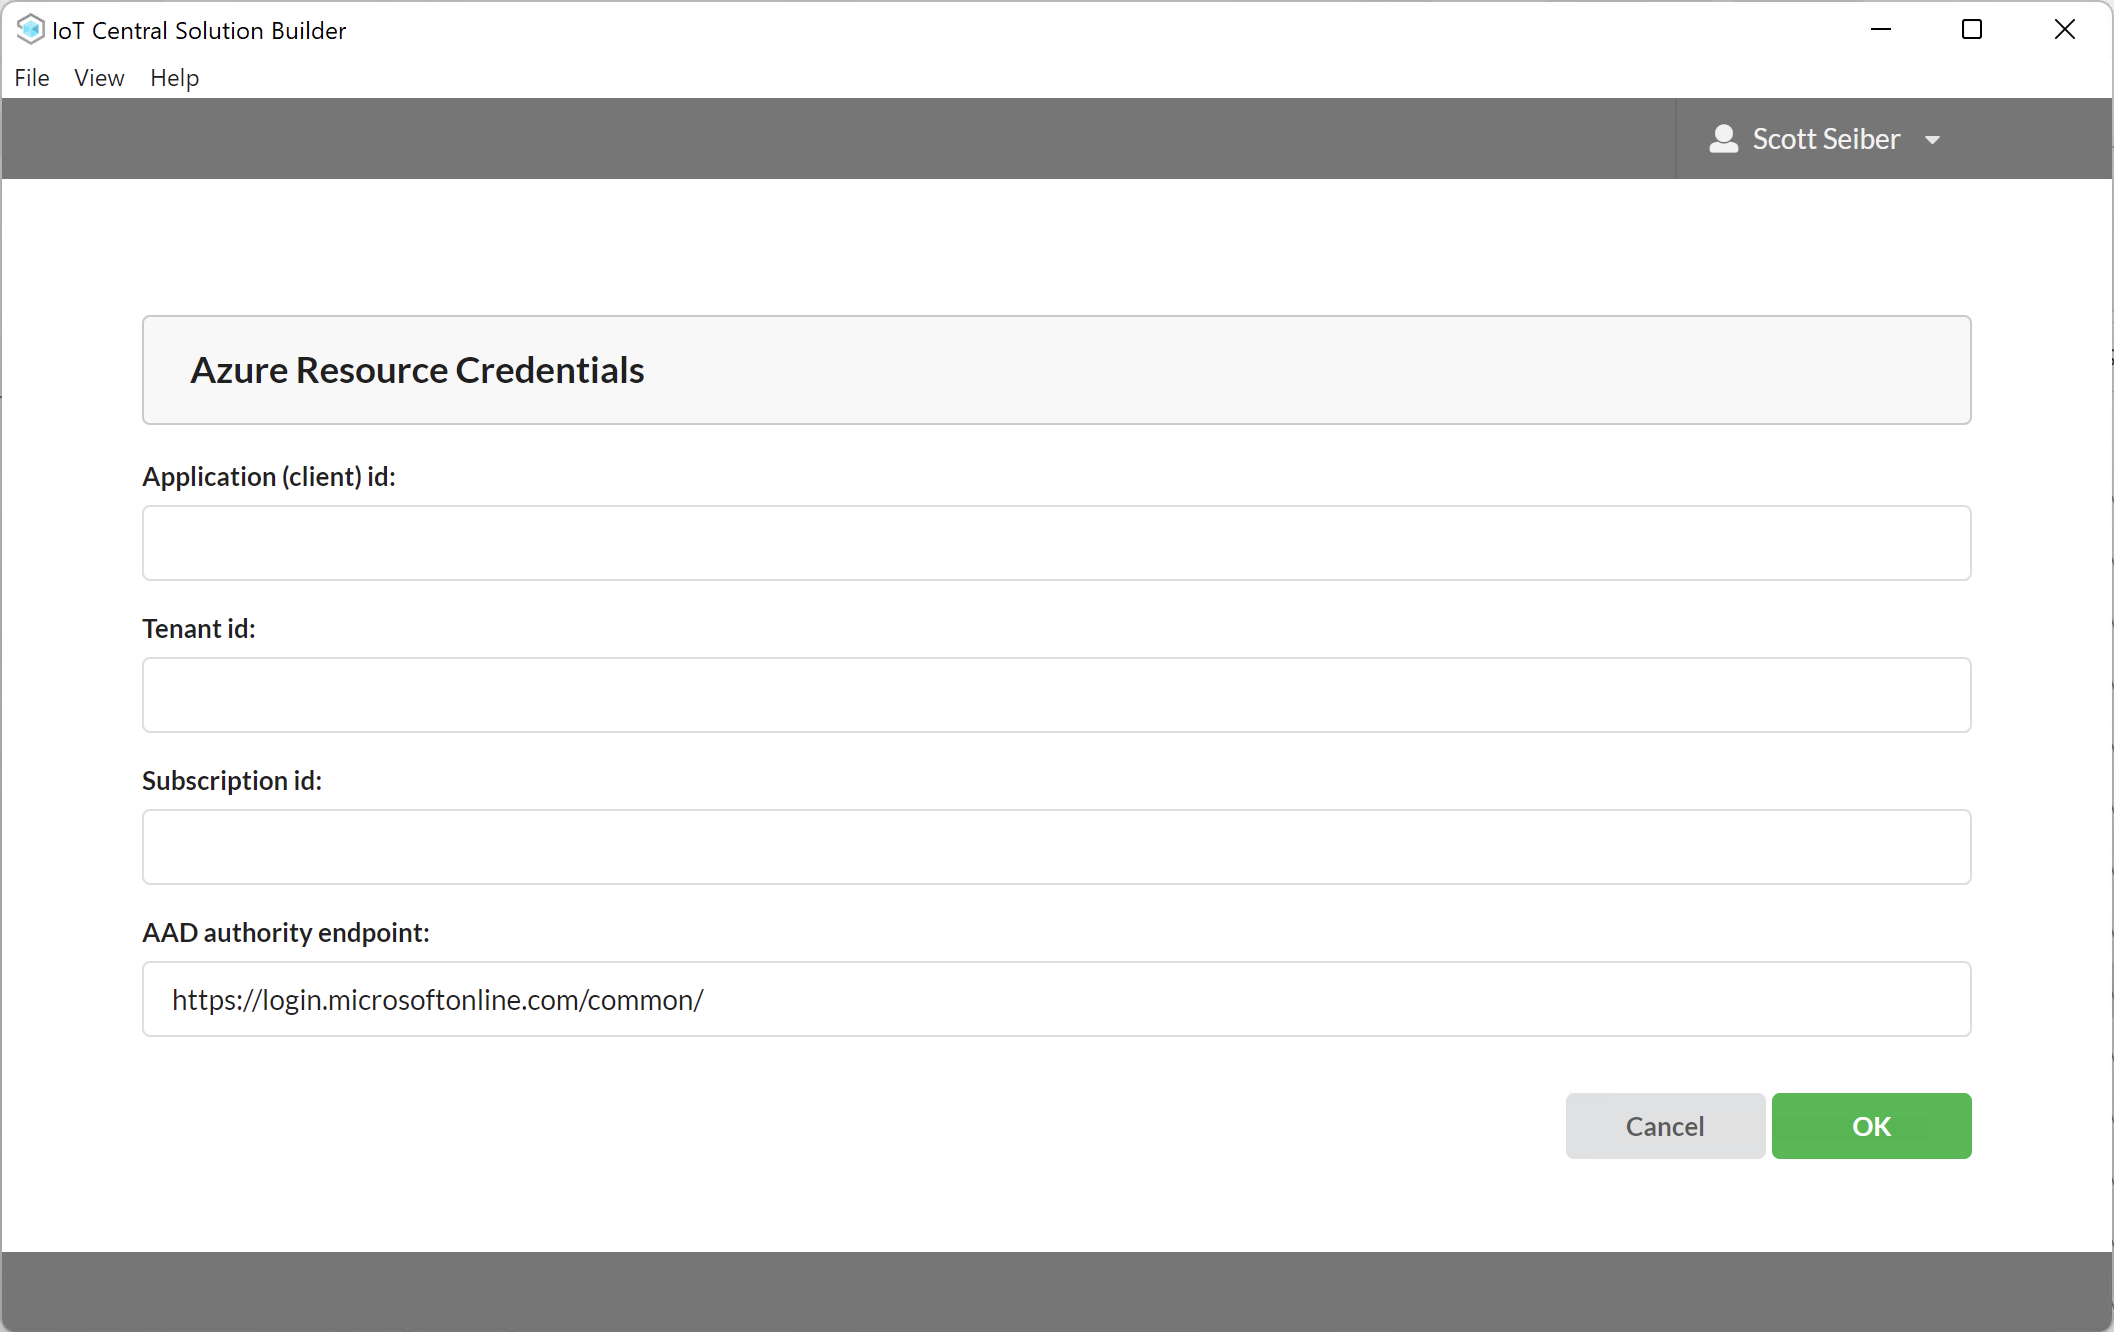 IoT Central Solution Builder
File View Help
Scott Seiber
Azure Resource Credentials
Application (client) id:
Tenant id:
Subscription id:
AAD authority endpoint:
https://login.microsoftonline.com/common/
Cancel OK